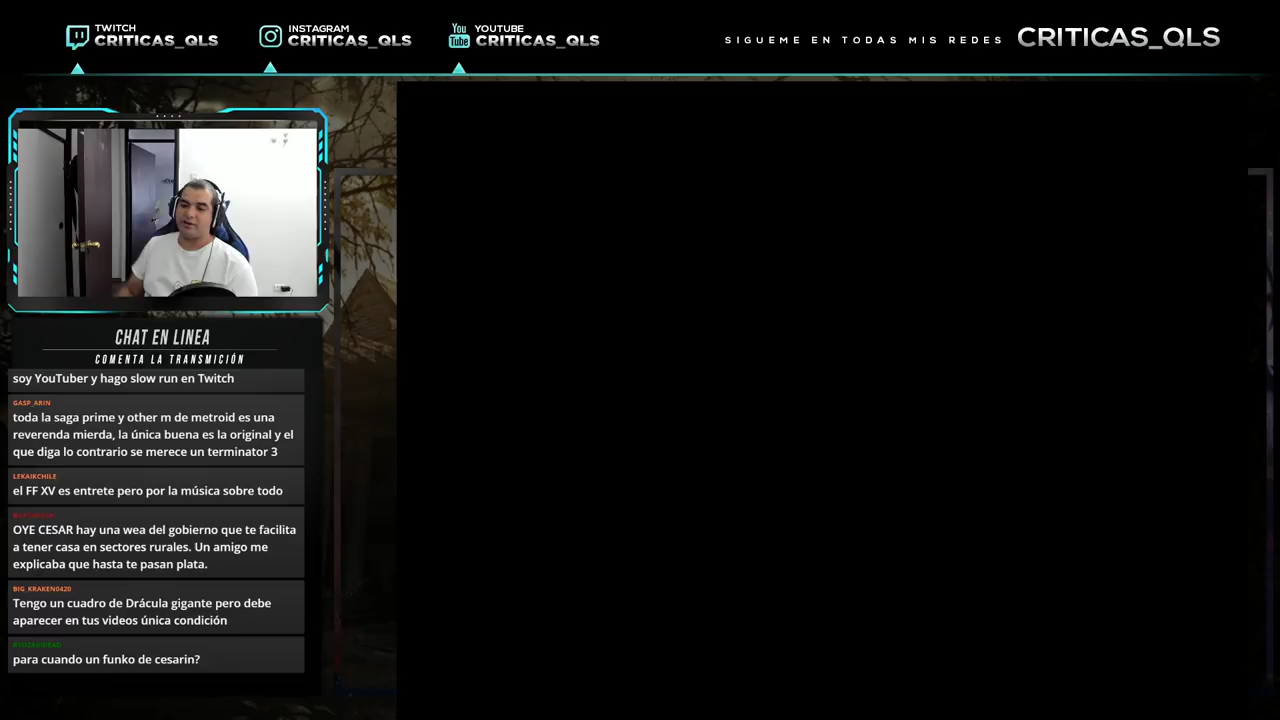 TWITCH
CRITICAS_QLS
INSTAGRAM
CRITICAS_QLS
You
Tube
YOUTUBE
CRITICAS_QLS
SIGUEME EN TODAS MIS REDES
CRITICAS_QLS
CHAT EN LINEA
COMENTA LA TRANSMICIÓN
soy YouTuber y hago slow run en Twitch
GASP_ARIN
toda la saga prime y other m de metroid es una
reverenda mierda, la única buena es la original y el
que diga lo contrario se merece un terminator 3
LEKAIKCHILE
el FF XV es entrete pero por la música sobre todo
OYE CESAR hay una wea del gobierno que te facilita
a tener casa en sectores rurales. Un amigo me
explicaba que hasta te pasan plata.
BIG_KRAKEN0420
Tengo un cuadro de Drácula gigante pero debe
aparecer en tus videos única condición
para cuando un funko de cesarin?